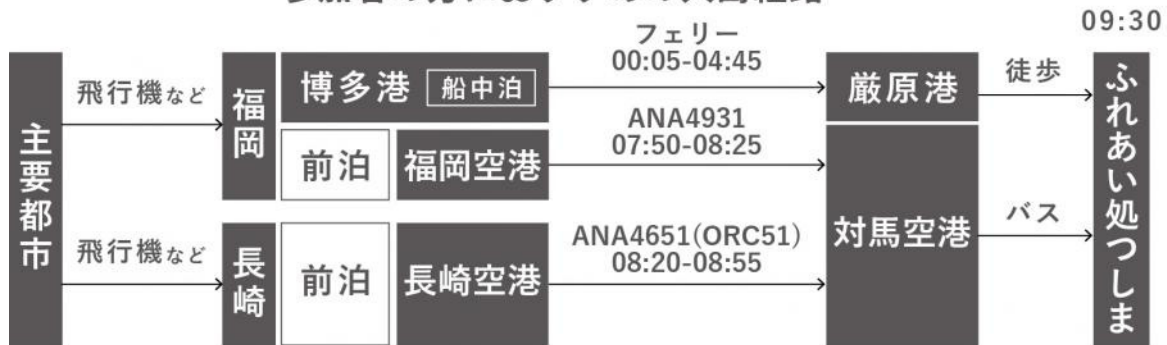 09:30
主要都市
飛行機など
福岡
博多港 船中泊
フェリー
00:05-04:45
厳原港
徒歩
ふれあい処つしま
前泊
福岡空港
ANA4931
07:50-08:25
対馬空港
バス
飛行機など
長崎
前泊
長崎空港
ANA4651(ORC51)
08:20-08:55